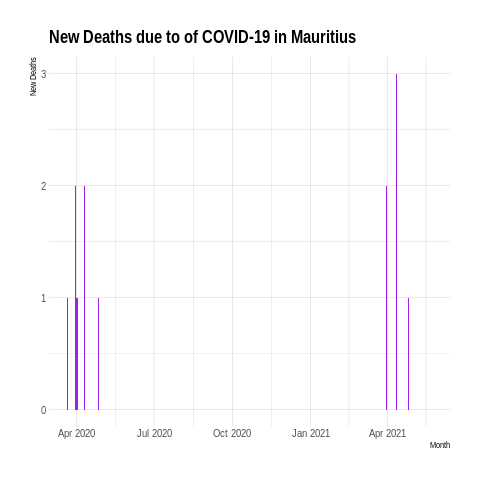 New Deaths due to of COVID-19 in Mauritius
New Deaths
3
2
1
0
Apr 2020 Jul 2020 Oct 2020 Jan 2021 Apr 2021
Month